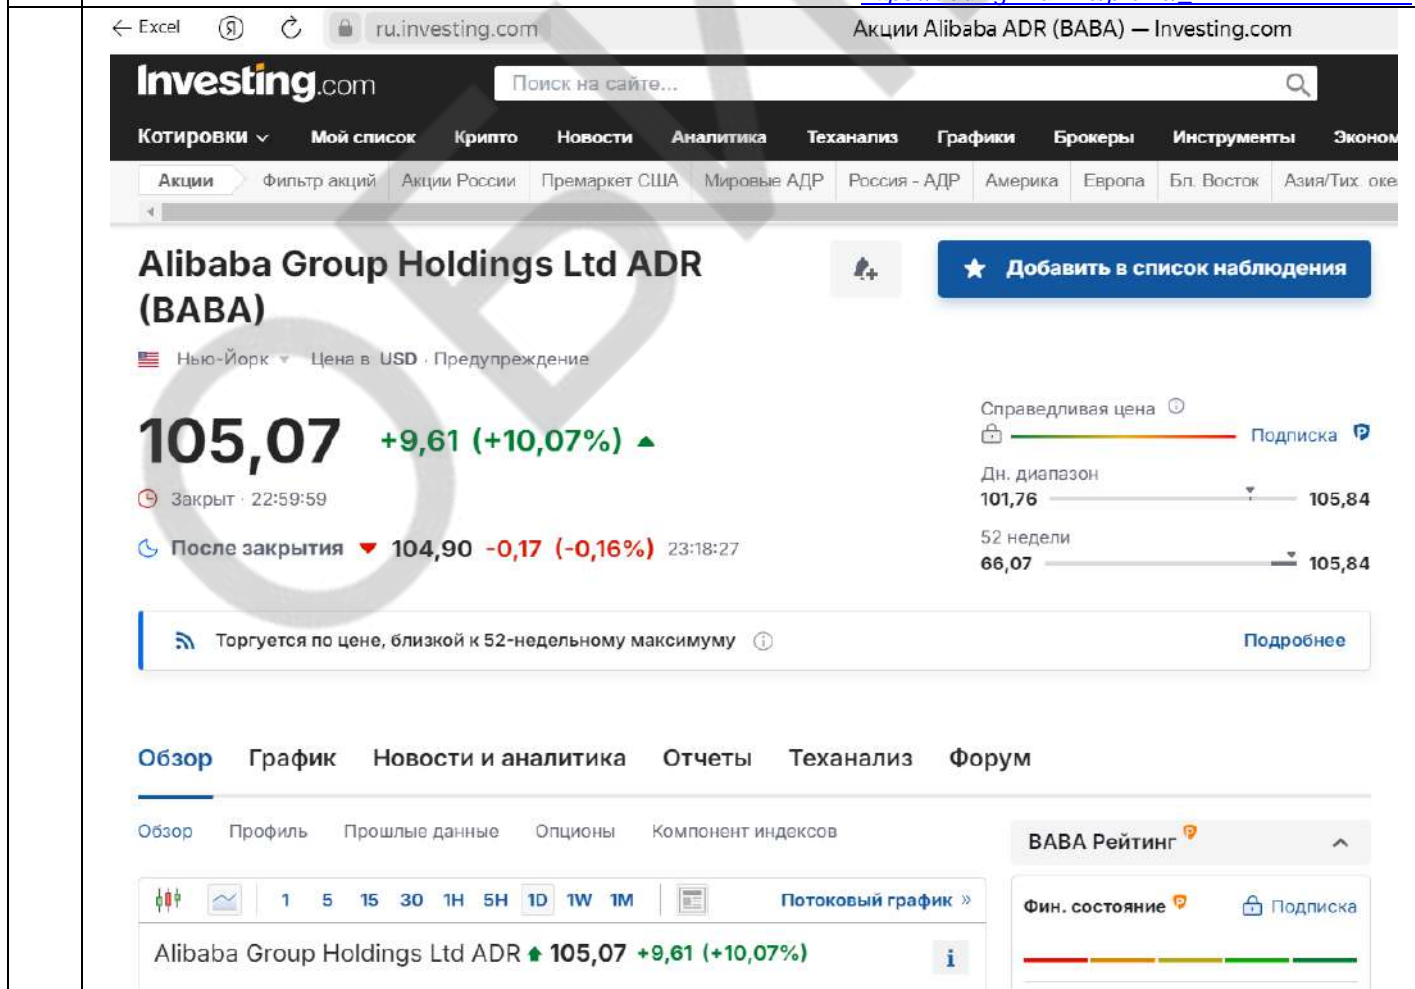 ← Excel Я ru.investing.com Акции Alibaba ADR (BABA) — Investing.com
Investing.com Поиск на сайте...
Котировки Мой список Крипто Новости Аналитика Теханализ Графики Брокеры Инструменты Эконом
Акции Фильтр акций Акции России Премаркет США Мировые АДР Россия - АДР Америка Европа Бл. Восток Азия/Тих. оке
Alibaba Group Holdings Ltd ADR
(BABA)
Добавить в список наблюдения
Нью-Йорк Цена в USD · Предупреждение
105,07 +9,61 (+10,07%)
Закрыт · 22:59:59
После закрытия 104,90 -0,17 (-0,16%) 23:18:27
Справедливая цена
Подписка
Дн. диапазон
101,76 105,84
52 недели
66,07 105,84
Торгуется по цене, близкой к 52-недельному максимуму Подробнее
Обзор График Новости и аналитика Отчеты Теханализ Форум
Обзор Профиль Прошлые данные Опционы Компонент индексов
1 5 15 30 1H 5H 1D 1W 1M Потоковый график »
Alibaba Group Holdings Ltd ADR 105,07 +9,61 (+10,07%)
BABA Рейтинг
Фин. состояние Подписка